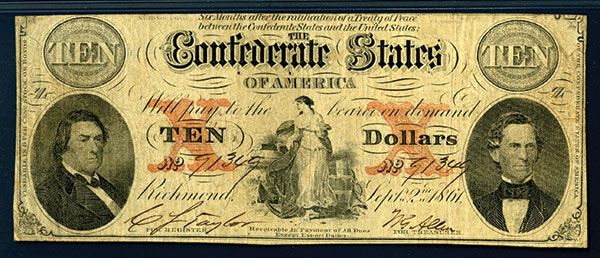 Six Months after the ratification of a Treaty of Peace
between the Confederate States and the United States:
TEN THE TEN
Confederate States
OF AMERICA
Will pay to the bearer on demand
TEN Dollars
91349 91349
Richmond, Sept. 2nd 1861
FOR REGISTER Receivable in Payment of All Dues FOR TREASURER
Except Export Duties.